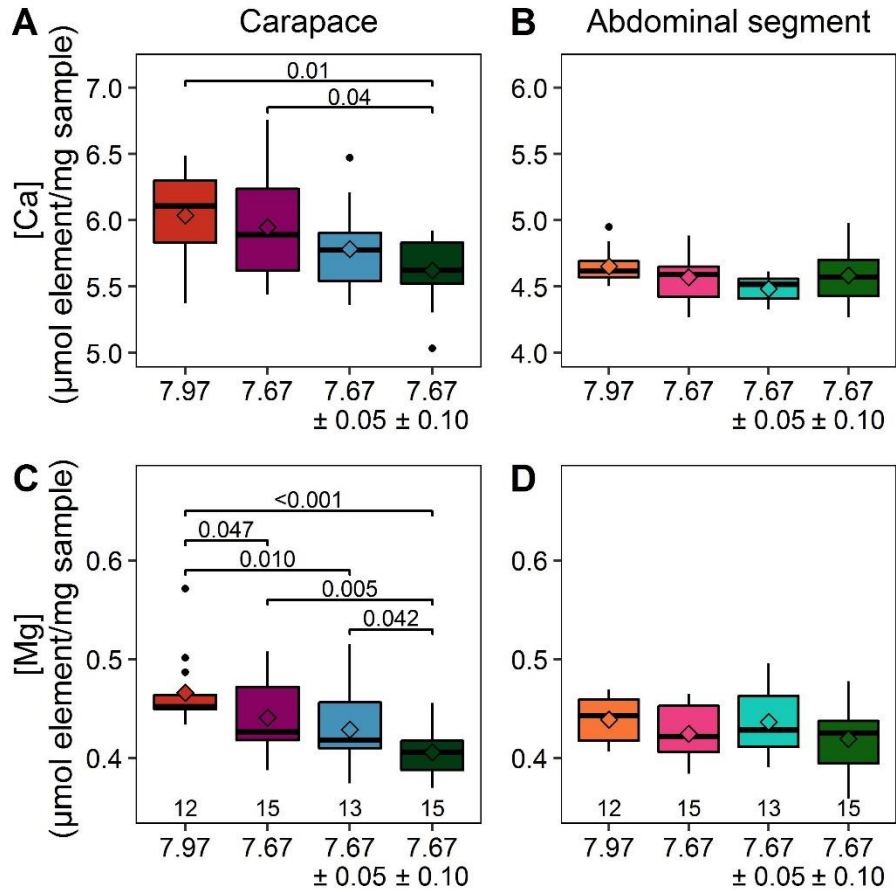 A Carapace
B Abdominal segment
[Ca]
(µmol element/mg sample)
7.0
6.5
6.0
5.5
5.0
0.01
0.04
7.97 7.67 7.67 7.67
± 0.05 ± 0.10
6.0
5.5
5.0
4.5
4.0
7.97 7.67 7.67 7.67
± 0.05 ± 0.10
C
[Mg]
(µmol element/mg sample)
0.6
0.5
0.4
<0.001
0.047
0.010
0.005
0.042
12 15 13 15
7.97 7.67 7.67 7.67
± 0.05 ± 0.10
D
0.6
0.5
0.4
12 15 13 15
7.97 7.67 7.67 7.67
± 0.05 ± 0.10